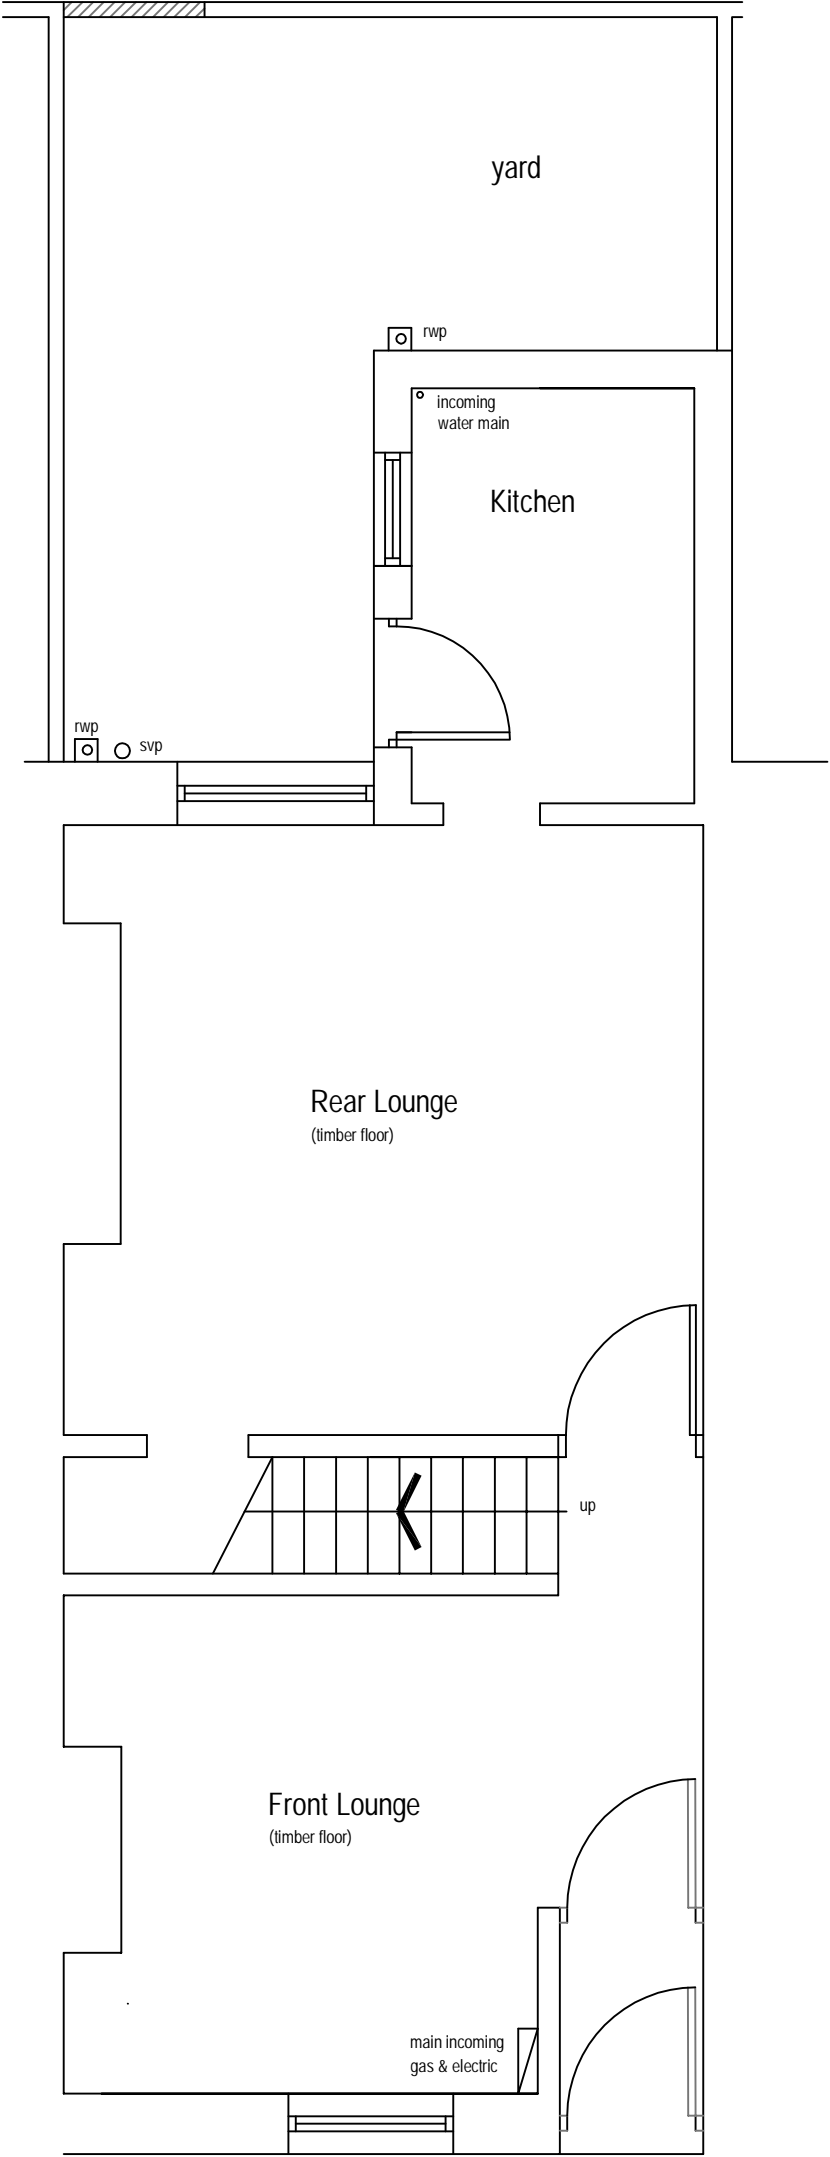 yard
rwp
incoming
water main
Kitchen
rwp
svp
Rear Lounge
(timber floor)
up
Front Lounge
(timber floor)
main incoming
gas & electric